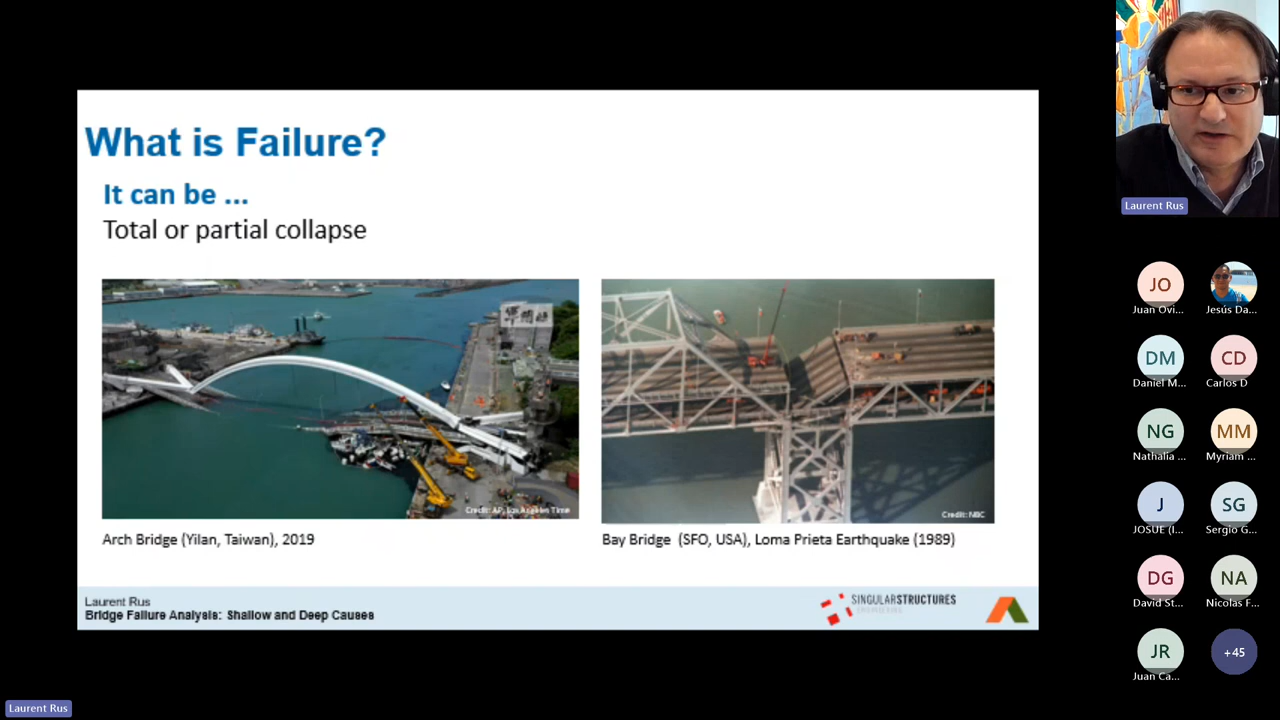 What is Failure?
It can be ...
Total or partial collapse
Credit: AP, Los Angeles Time
Credit: NBC
Arch Bridge (Yilan, Taiwan), 2019
Bay Bridge (SFO, USA), Loma Prieta Earthquake (1989)
Laurent Rus
Bridge Failure Analysis: Shallow and Deep Causes
SINGULARSTRUCTURES
ENGINEERING
Laurent Rus
JO
Juan Ovi...
Jesús Da...
DM
Daniel M...
CD
Carlos D
NG
Nathalia ...
MM
Myriam ...
J
JOSUE (I...
SG
Sergio G...
DG
David St...
NA
Nicolas F...
JR
Juan Ca...
+45
Laurent Rus